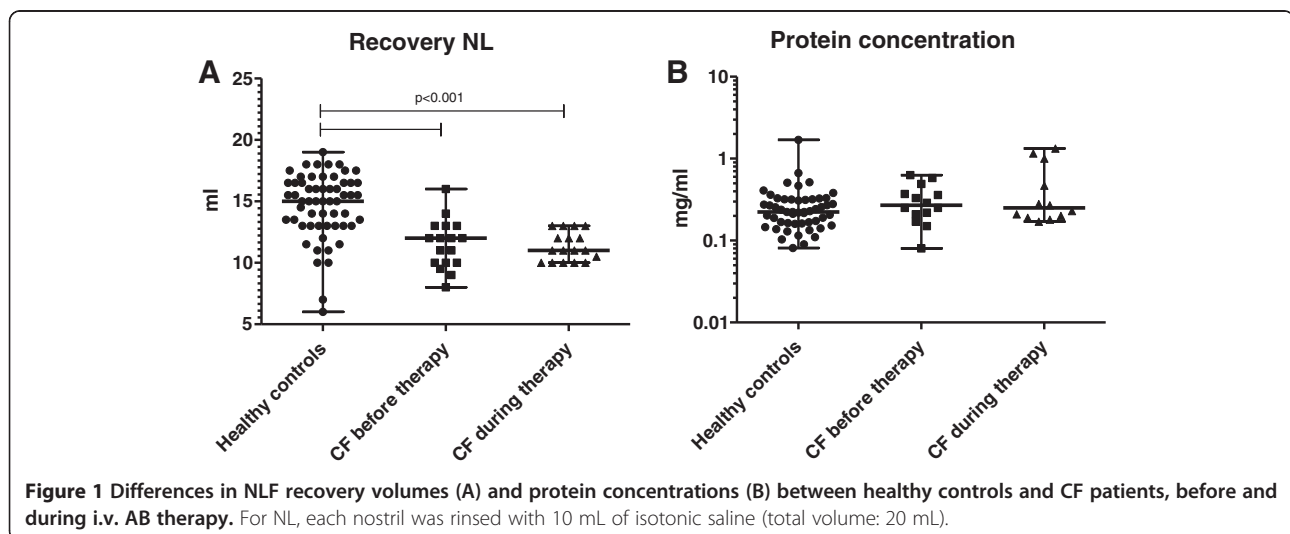 Recovery NL
A
25
20
15
10
5
ml
p<0.001
Healthy controls
CF before therapy
CF during therapy
Protein concentration
B
10
1
0.1
0.01
mg/ml
Healthy controls
CF before therapy
CF during therapy
Figure 1 Differences in NLF recovery volumes (A) and protein concentrations (B) between healthy controls and CF patients, before and
during i.v. AB therapy. For NL, each nostril was rinsed with 10 mL of isotonic saline (total volume: 20 mL).